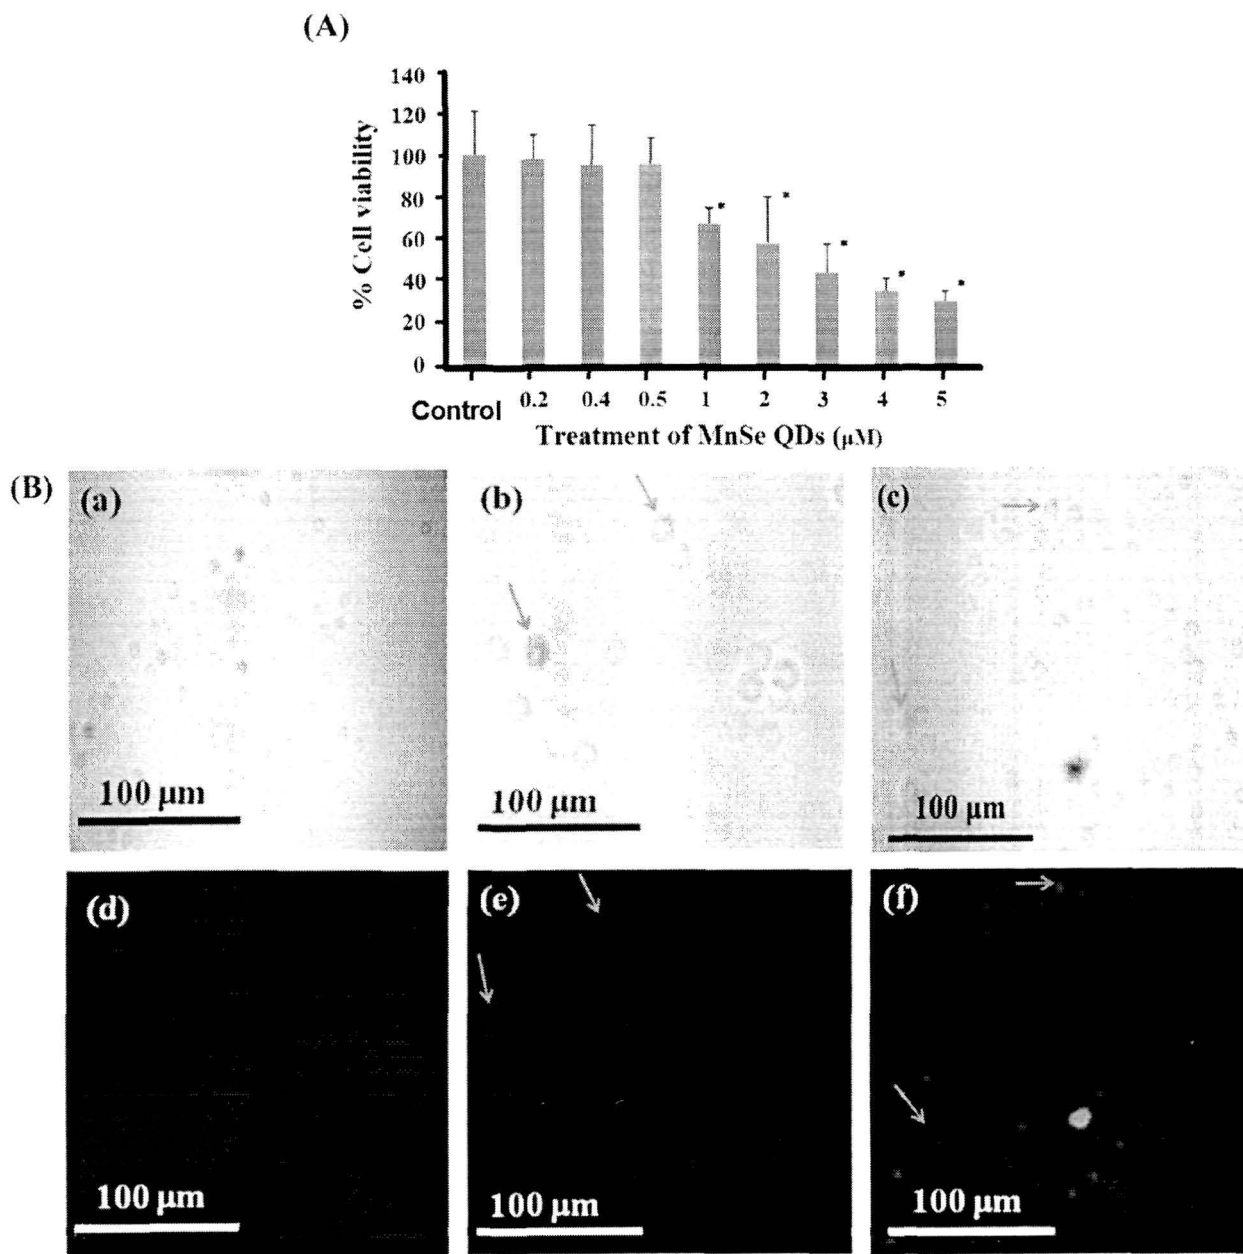 (A)
140
120
100
80
60
40
20
0
% Cell viability
* * * * *
Control 0.2 0.4 0.5 1 2 3 4 5
Treatment of MnSe QDs (μM)
(B)
(a) (b) (c)
100 μm 100 μm 100 μm
(d) (e) (f)
100 μm 100 μm 100 μm